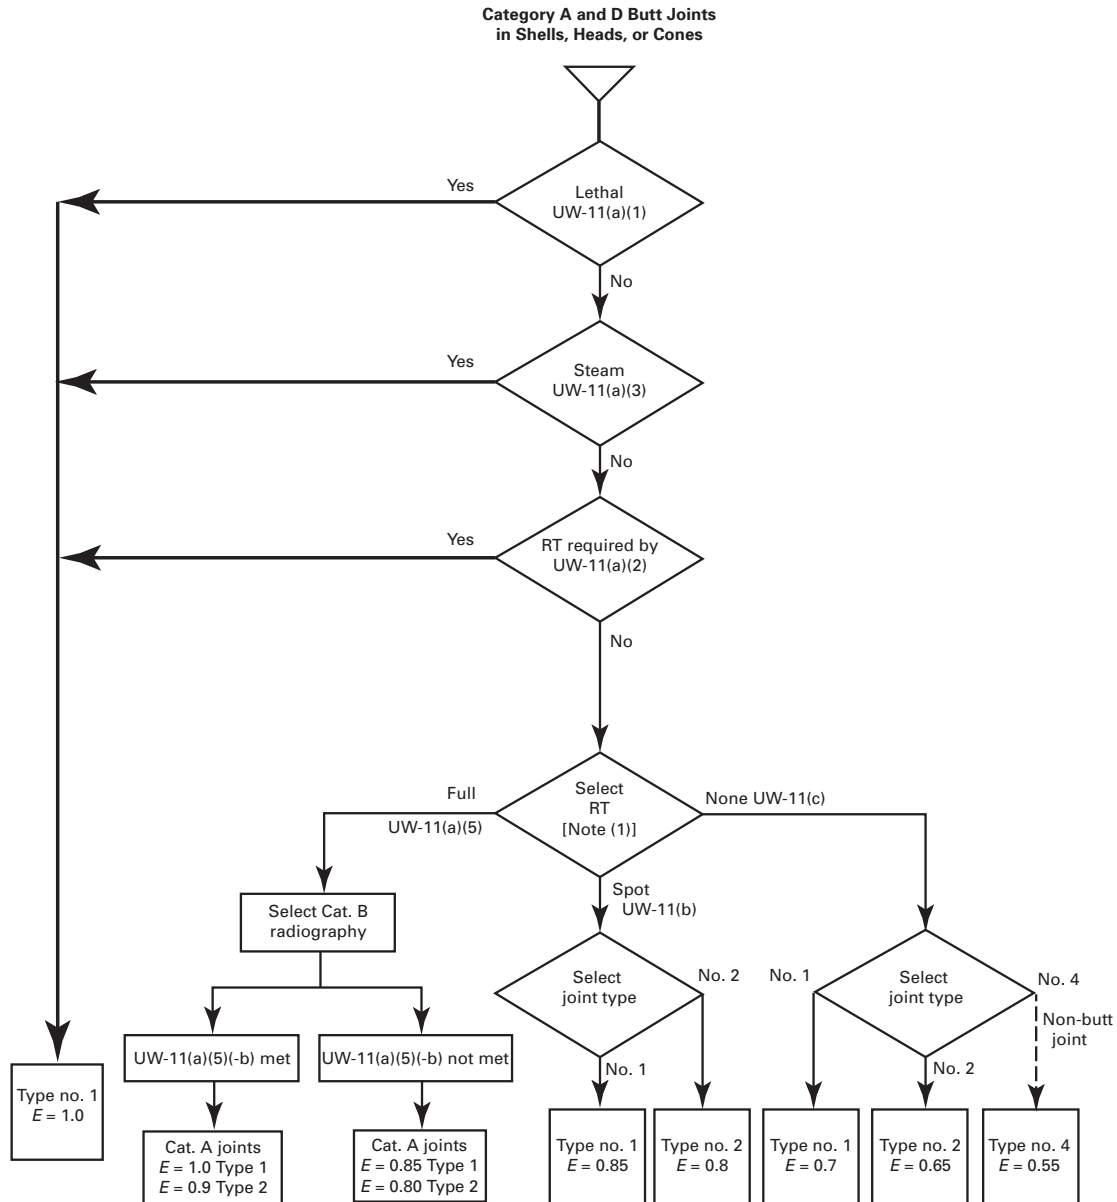 Category A and D Butt Joints
in Shells, Heads, or Cones
Yes
Lethal
UW-11(a)(1)
No
Yes
Steam
UW-11(a)(3)
No
Yes
RT required by
UW-11(a)(2)
No
Full
UW-11(a)(5)
Select
RT
[Note (1)]
None UW-11(c)
Spot
UW-11(b)
Select Cat. B
radiography
Select
joint type
No. 2
No. 1
No. 1
Select
joint type
No. 4
Non-butt
joint
No. 2
UW-11(a)(5)(-b) met
UW-11(a)(5)(-b) not met
Type no. 1
E = 1.0
Cat. A joints
E = 1.0 Type 1
E = 0.9 Type 2
Cat. A joints
E = 0.85 Type 1
E = 0.80 Type 2
Type no. 1
E = 0.85
Type no. 2
E = 0.8
Type no. 1
E = 0.7
Type no. 2
E = 0.65
Type no. 4
E = 0.55